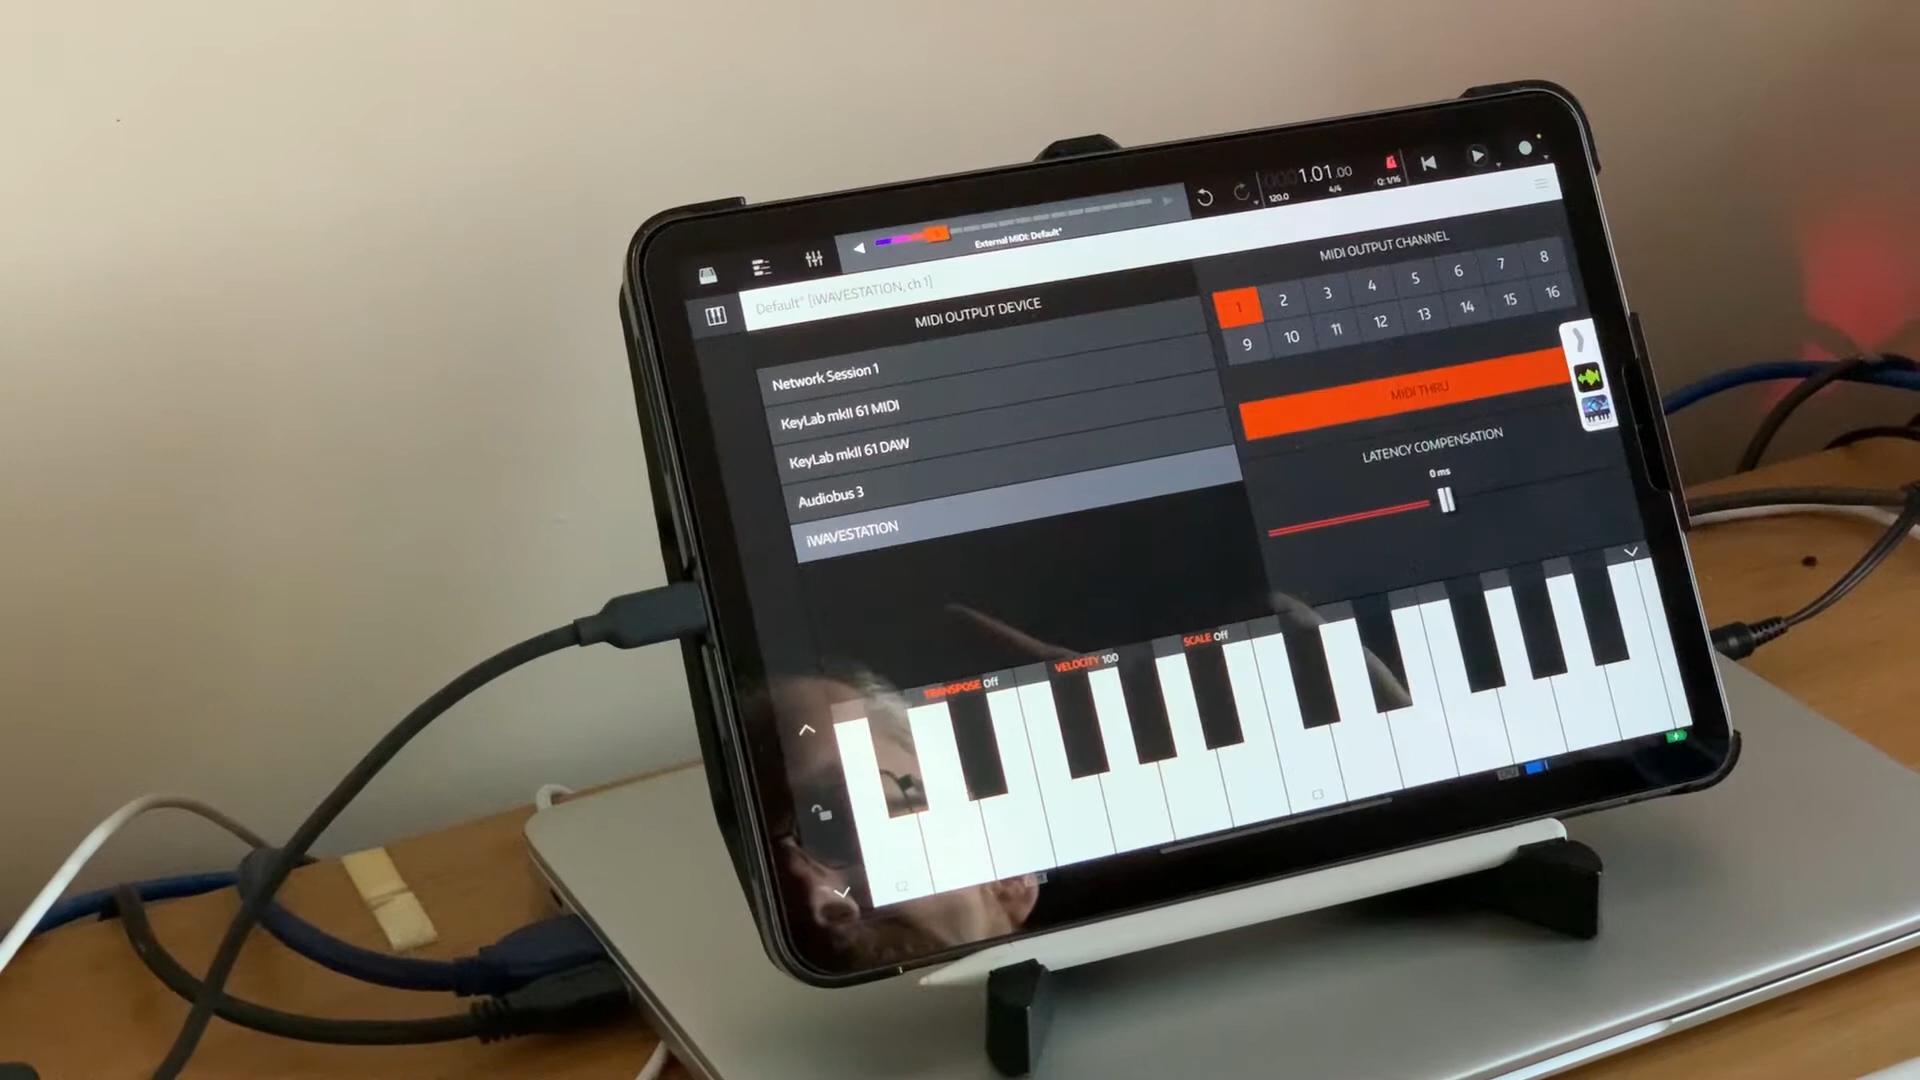 1.01.00
120.0
4/4
Q: 1/16
External MIDI: Default*
Default* [iWAVESTATION, ch 1]
MIDI OUTPUT DEVICE
Network Session 1
KeyLab mkII 61 MIDI
KeyLab mkII 61 DAW
Audiobus 3
iWAVESTATION
MIDI OUTPUT CHANNEL
1 2 3 4 5 6 7 8
9 10 11 12 13 14 15 16
MIDI THRU
LATENCY COMPENSATION
0 ms
TRANSPOSE Off
VELOCITY 100
SCALE Off
C2
C3
CPU